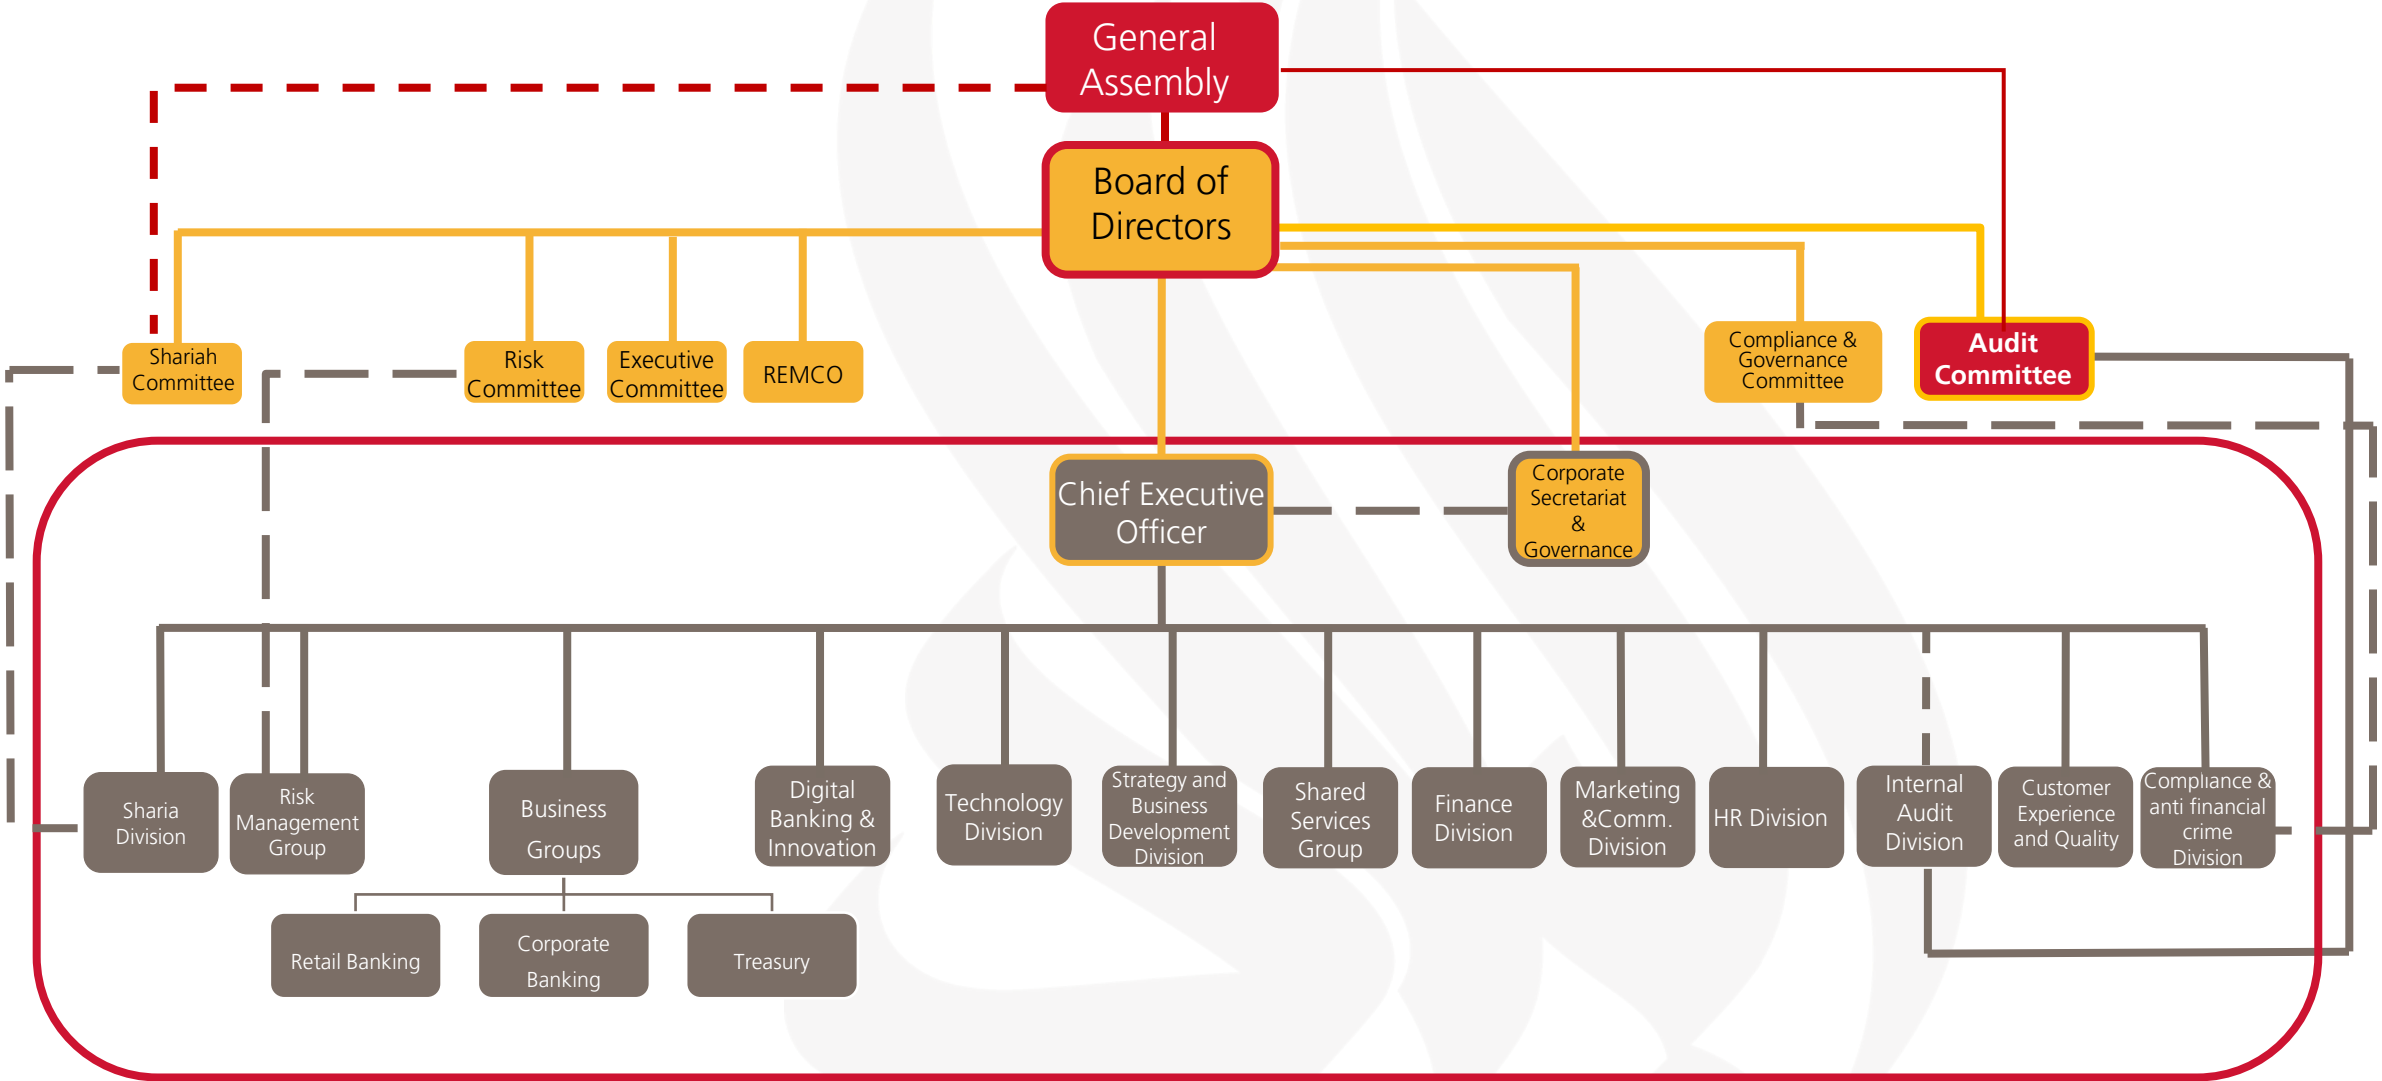 General
Assembly
Board of
Directors
Shariah
Committee
Risk
Committee
Executive
Committee
REMCO
Compliance &
Governance
Committee
Audit
Committee
Chief Executive
Officer
Corporate
Secretariat
&
Governance
Sharia
Division
Risk
Management
Group
Business
Groups
Digital
Banking &
Innovation
Technology
Division
Strategy and
Business
Development
Division
Shared
Services
Group
Finance
Division
Marketing
&Comm.
Division
HR Division
Internal
Audit
Division
Customer
Experience
and Quality
Compliance &
anti financial
crime
Division
Retail Banking
Corporate
Banking
Treasury